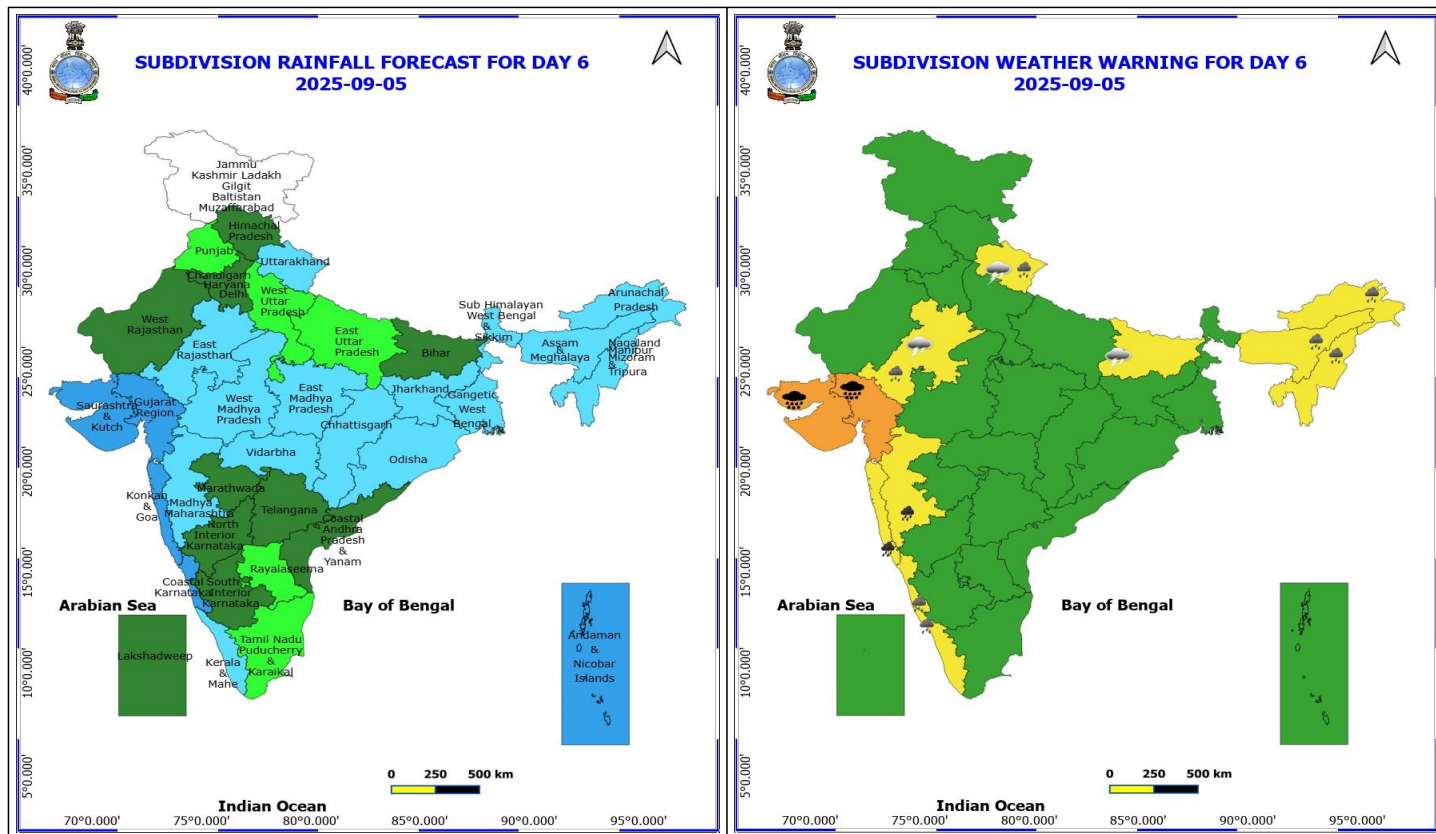 SUBDIVISION RAINFALL FORECAST FOR DAY 6
2025-09-05
40°0.000'
35°0.000'
30°0.000'
25°0.000'
20°0.000'
15°0.000'
10°0.000'
5°0.000'
Jammu
Kashmir Ladakh
Gilgit
Baltistan
Muzaffarabad
Himachal
Pradesh
Punjab
Uttarakhand
Chandigarh
Haryana
Delhi
West
Uttar
Pradesh
West
Rajasthan
East
Rajasthan
East
Uttar
Pradesh
Bihar
Sub Himalayan
West Bengal
&
Sikkim
Arunachal
Pradesh
Assam
&
Meghalaya
Nagaland
Manipur
Mizoram
&
Tripura
Saurashtra
&
Kutch
Gujarat
Region
West
Madhya
Pradesh
East
Madhya
Pradesh
Jharkhand
Gangetic
West
Bengal
Chhattisgarh
Odisha
Vidarbha
Konkan
&
Goa
Madhya
Maharashtra
Marathwada
Telangana
North
Interior
Karnataka
Coastal
Andhra
Pradesh
&
Yanam
Rayalaseema
Coastal
Karnataka
South
Interior
Karnataka
Arabian Sea
Bay of Bengal
Lakshadweep
Kerala
&
Mahe
Tamil Nadu
Puducherry
&
Karaikal
Andaman
&
Nicobar
Islands
0 250 500 km
Indian Ocean
70°0.000' 75°0.000' 80°0.000' 85°0.000' 90°0.000' 95°0.000'
SUBDIVISION WEATHER WARNING FOR DAY 6
2025-09-05
40°0.000'
35°0.000'
30°0.000'
25°0.000'
20°0.000'
15°0.000'
10°0.000'
5°0.000'
Arabian Sea
Bay of Bengal
0 250 500 km
Indian Ocean
70°0.000' 75°0.000' 80°0.000' 85°0.000' 90°0.000' 95°0.000'